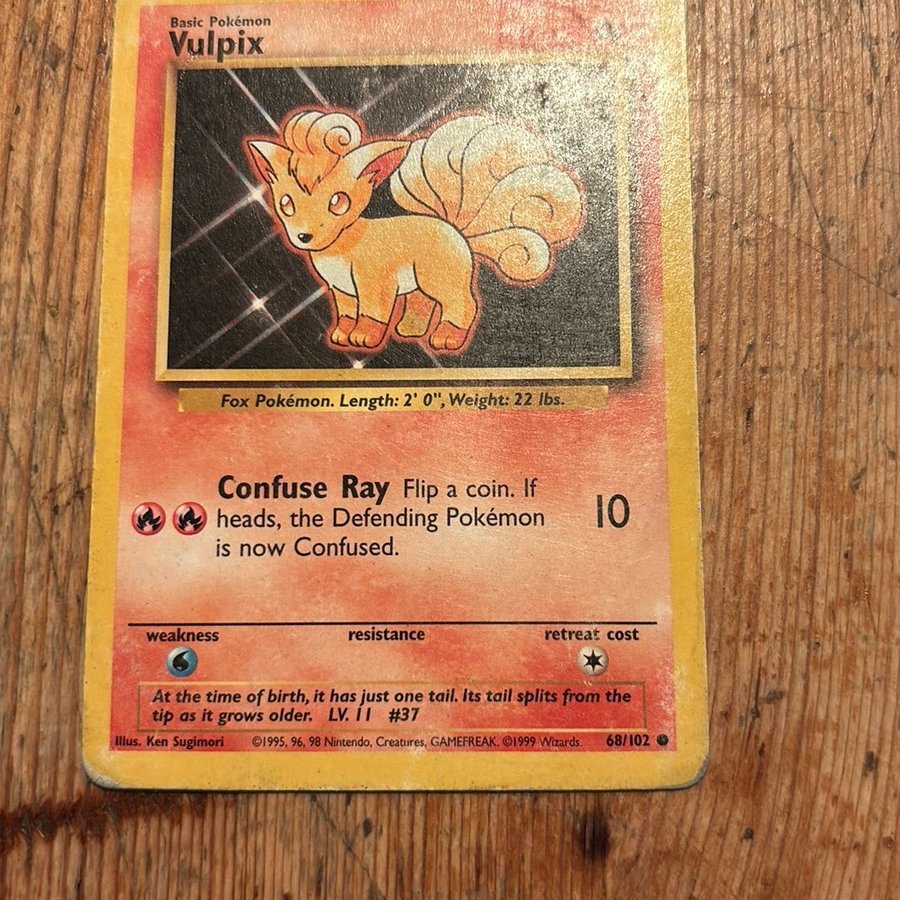 Basic Pokémon
Vulpix
Fox Pokémon. Length: 2' 0", Weight: 22 lbs.
Confuse Ray Flip a coin. If
heads, the Defending Pokémon
is now Confused.
10
weakness resistance retreat cost
At the time of birth, it has just one tail. Its tail splits from the
tip as it grows older. LV. 11 #37
Illus. Ken Sugimori ©1995, 96, 98 Nintendo, Creatures, GAMEFREAK. ©1999 Wizards. 68/102